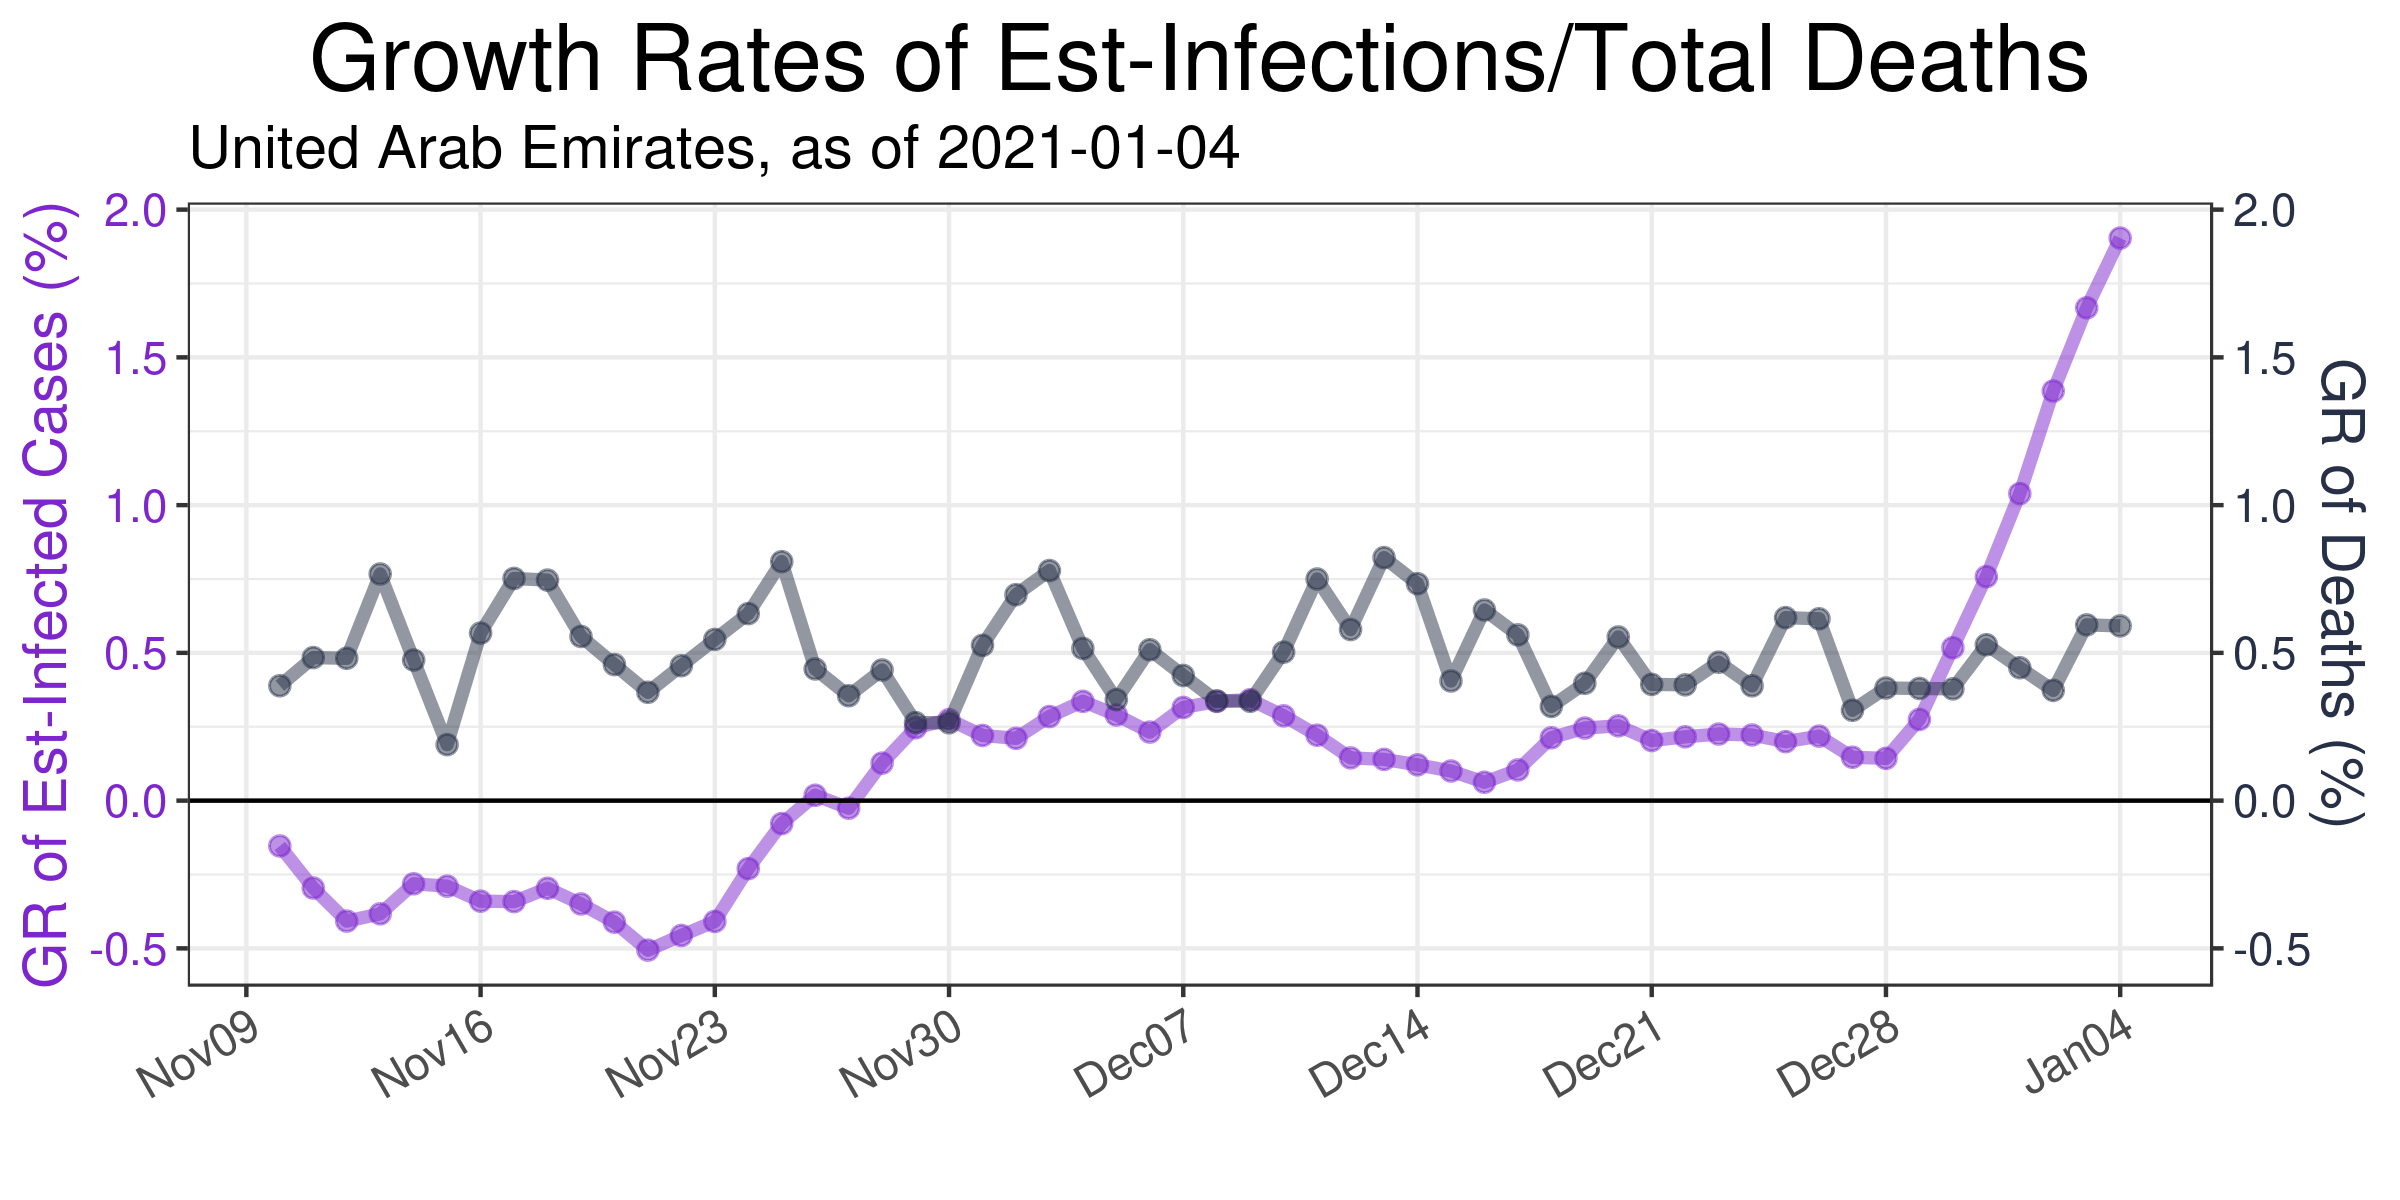 Growth Rates of Est-Infections/Total Deaths
United Arab Emirates, as of 2021-01-04
GR of Est-Infected Cases (%)
2.0
1.5
1.0
0.5
0.0
-0.5
2.0
1.5
1.0
0.5
0.0
-0.5
GR of Deaths (%)
Nov09
Nov16
Nov23
Nov30
Dec07
Dec14
Dec21
Dec28
Jan04